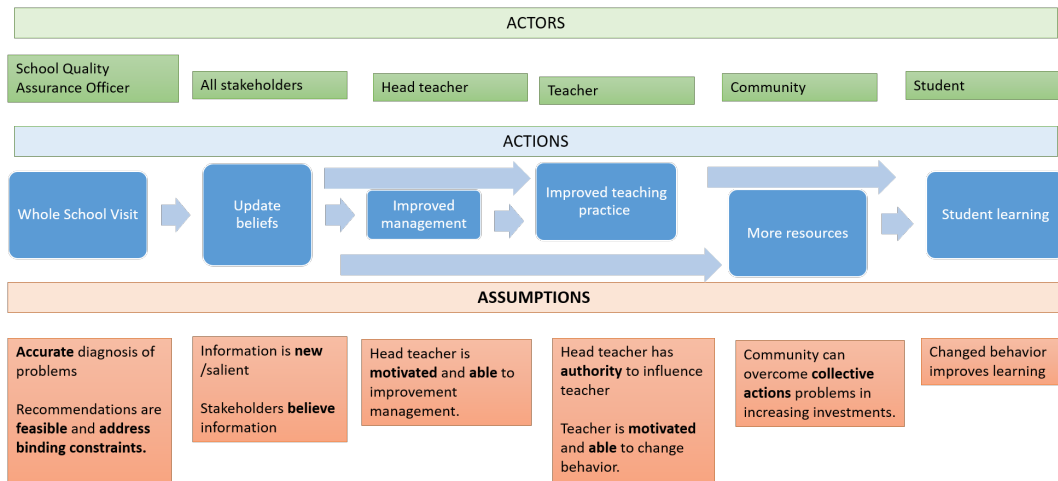 ACTORS
School Quality
Assurance Officer
All stakeholders
Head teacher
Teacher
Community
Student
ACTIONS
Whole School Visit
Update
beliefs
Improved
management
Improved teaching
practice
More resources
Student learning
ASSUMPTIONS
Accurate diagnosis of
problems
Recommendations are
feasible and address
binding constraints.
Information is new
/salient
Stakeholders believe
information
Head teacher is
motivated and able to
improvement
management.
Head teacher has
authority to influence
teacher
Teacher is motivated
and able to change
behavior.
Community can
overcome collective
actions problems in
increasing investments.
Changed behavior
improves learning